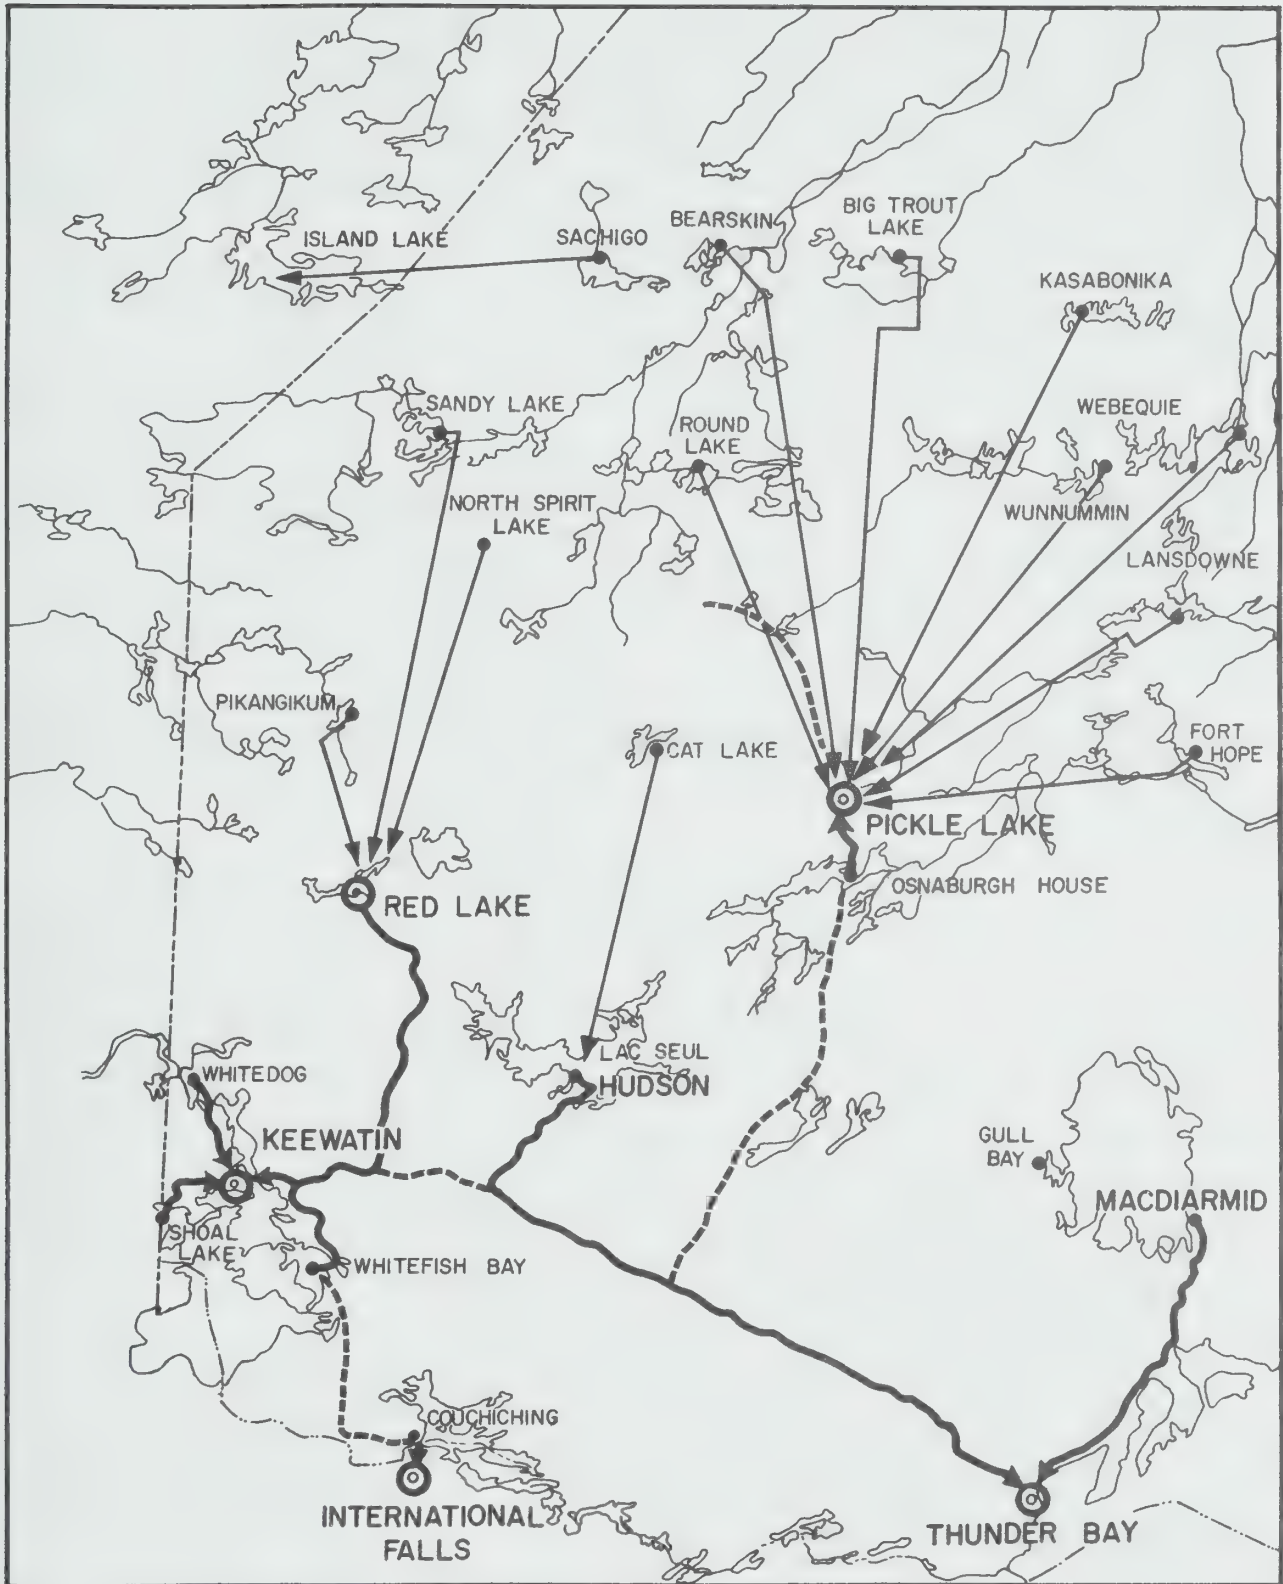 BIG TROUT
LAKE
BEARSKIN
ISLAND LAKE
SACHIGO
KASABONIKA
SANDY LAKE
ROUND
LAKE
WEBEQUIE
NORTH SPIRIT
LAKE
WUNNUMMIN
LANSDOWNE
PIKANGIKUM
CAT LAKE
FORT
HOPE
PICKLE LAKE
OSNABURGH HOUSE
RED LAKE
LAC SEUL
HUDSON
WHITEDOG
KEEWATIN
GULL
BAY
MACDIARMID
SHOAL
LAKE
WHITEFISH BAY
COUCHICHING
INTERNATIONAL
FALLS
THUNDER BAY